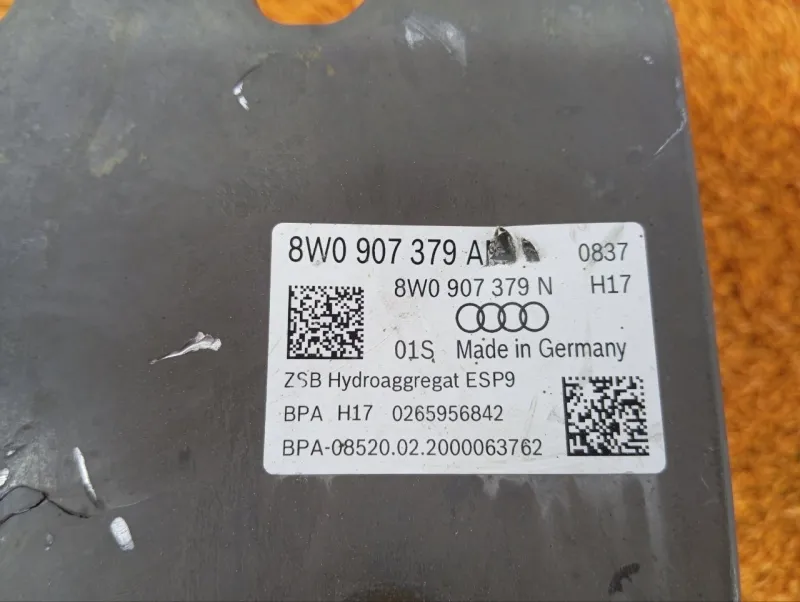 8W0 907 379 0837
8W0 907 379 N H17
01S Made in Germany
ZSB Hydroaggregat ESP9
BPA H17 0265956842
BPA-08520.02.2000063762